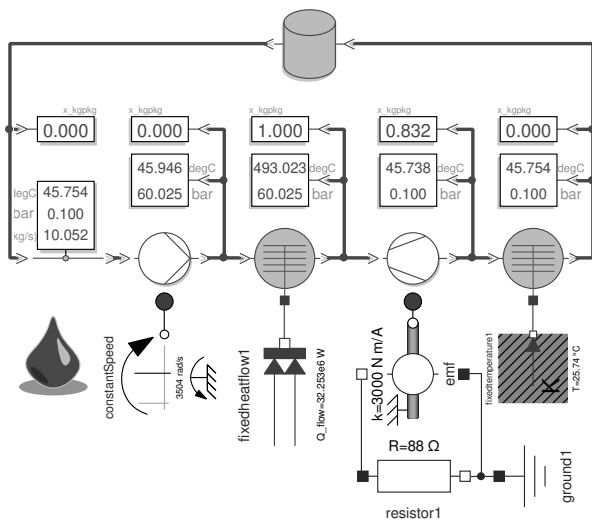 x_kgpkg
0.000
x_kgpkg
0.000
x_kgpkg
1.000
x_kgpkg
0.832
x_kgpkg
0.000
degC
45.754
bar
0.100
kg/s)
10.052
45.946
degC
60.025
bar
493.023
degC
60.025
bar
45.738
degC
0.100
bar
45.754
degC
0.100
bar
constantSpeed
3504 rad/s
fixedheatflow1
Q_flow=32.253e6 W
k=3000 N m/A
emf
fixedtemperature1
K
T=25.74 °C
R=88 Ω
resistor1
ground1